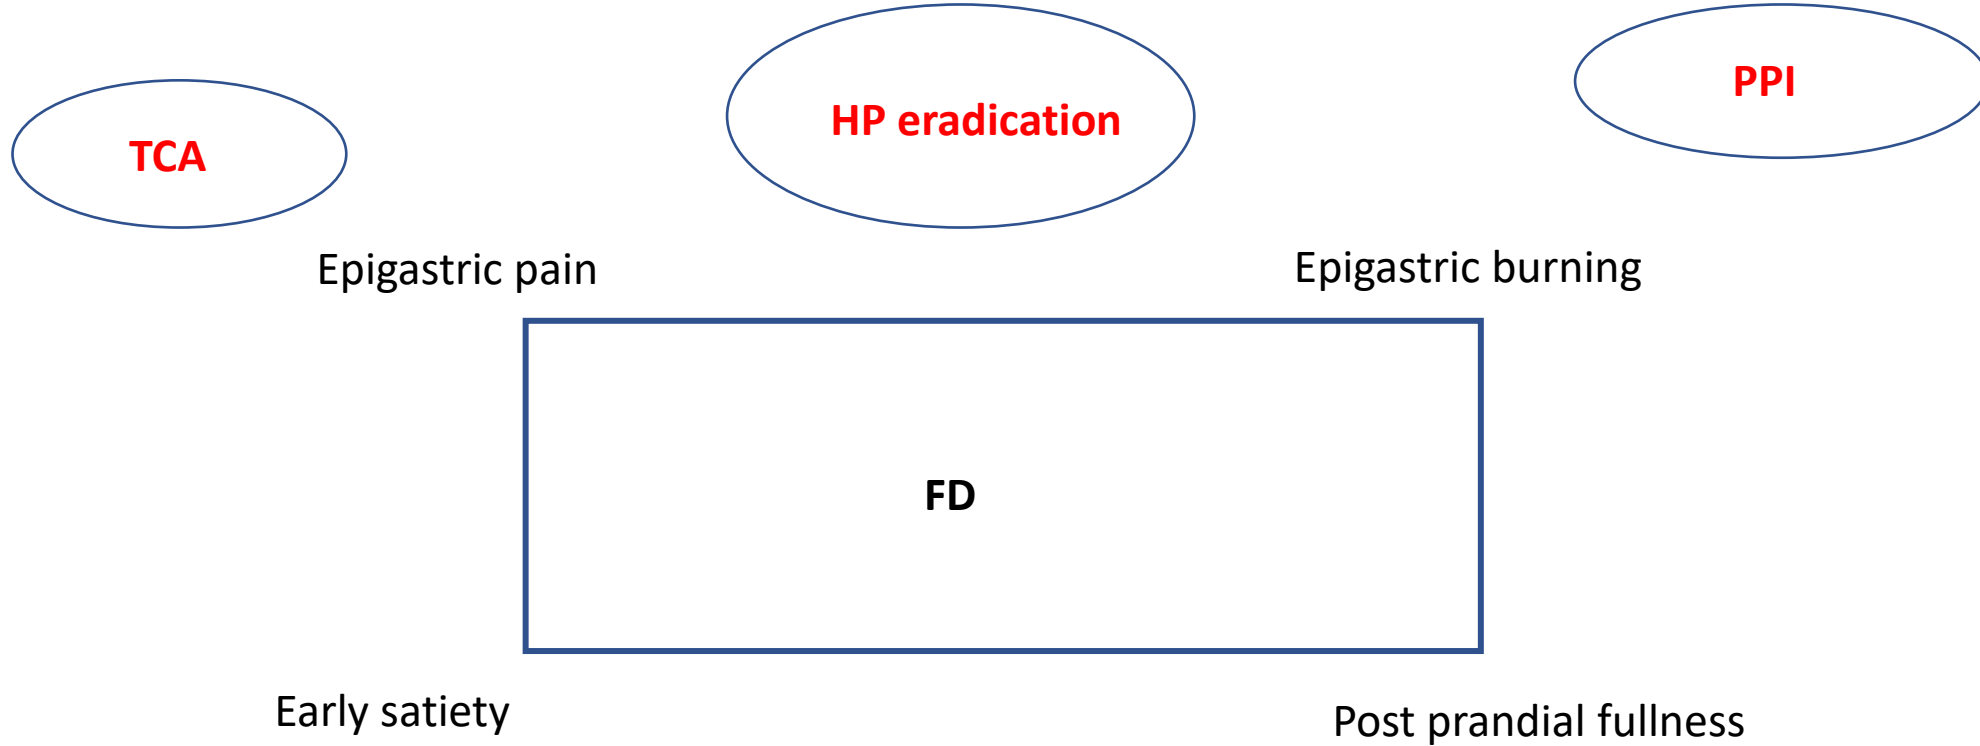 TCA
HP eradication
PPI
Epigastric pain
Epigastric burning
FD
Early satiety
Post prandial fullness